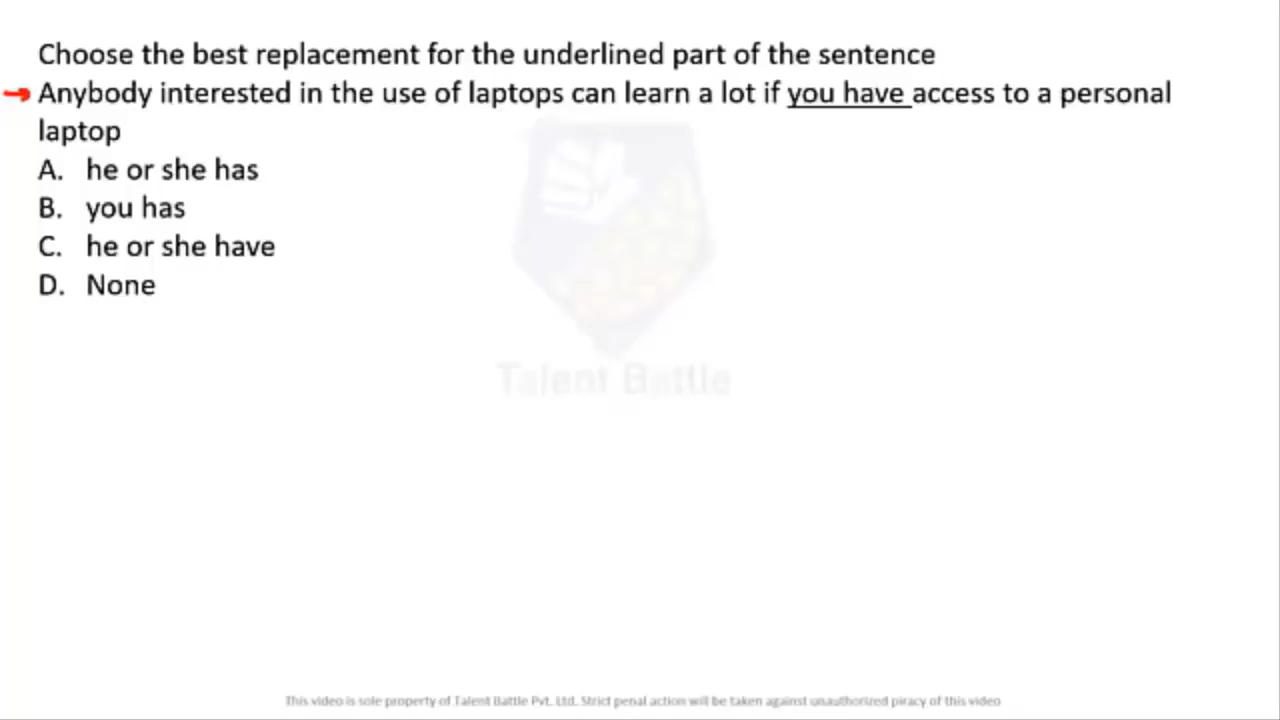 Choose the best replacement for the underlined part of the sentence
Anybody interested in the use of laptops can learn a lot if you have access to a personal
laptop
A. he or she has
B. you has
C. he or she have
D. None
Talent Battle
This video is sole property of Talent Battle Pvt. Ltd. Strict penal action will be taken against unauthorized piracy of this video